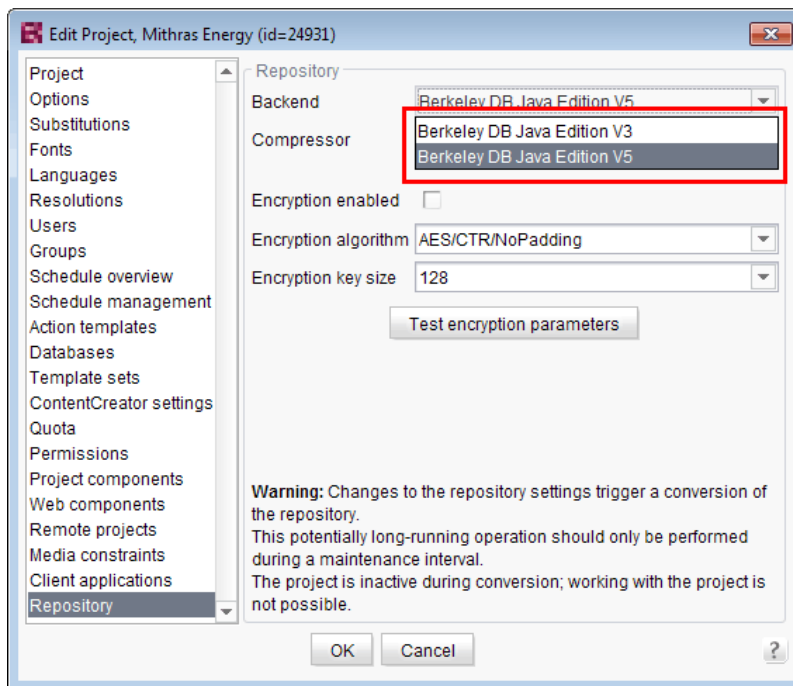 Edit Project, Mithras Energy (id=24931)
Project
Options
Substitutions
Fonts
Languages
Resolutions
Users
Groups
Schedule overview
Schedule management
Action templates
Databases
Template sets
ContentCreator settings
Quota
Permissions
Project components
Web components
Remote projects
Media constraints
Client applications
Repository
Repository
Backend Berkeley DB Java Edition V5
Compressor
Berkeley DB Java Edition V3
Berkeley DB Java Edition V5
Encryption enabled
Encryption algorithm AES/CTR/NoPadding
Encryption key size 128
Test encryption parameters
Warning: Changes to the repository settings trigger a conversion of
the repository.
This potentially long-running operation should only be performed
during a maintenance interval.
The project is inactive during conversion; working with the project is
not possible.
OK Cancel ?